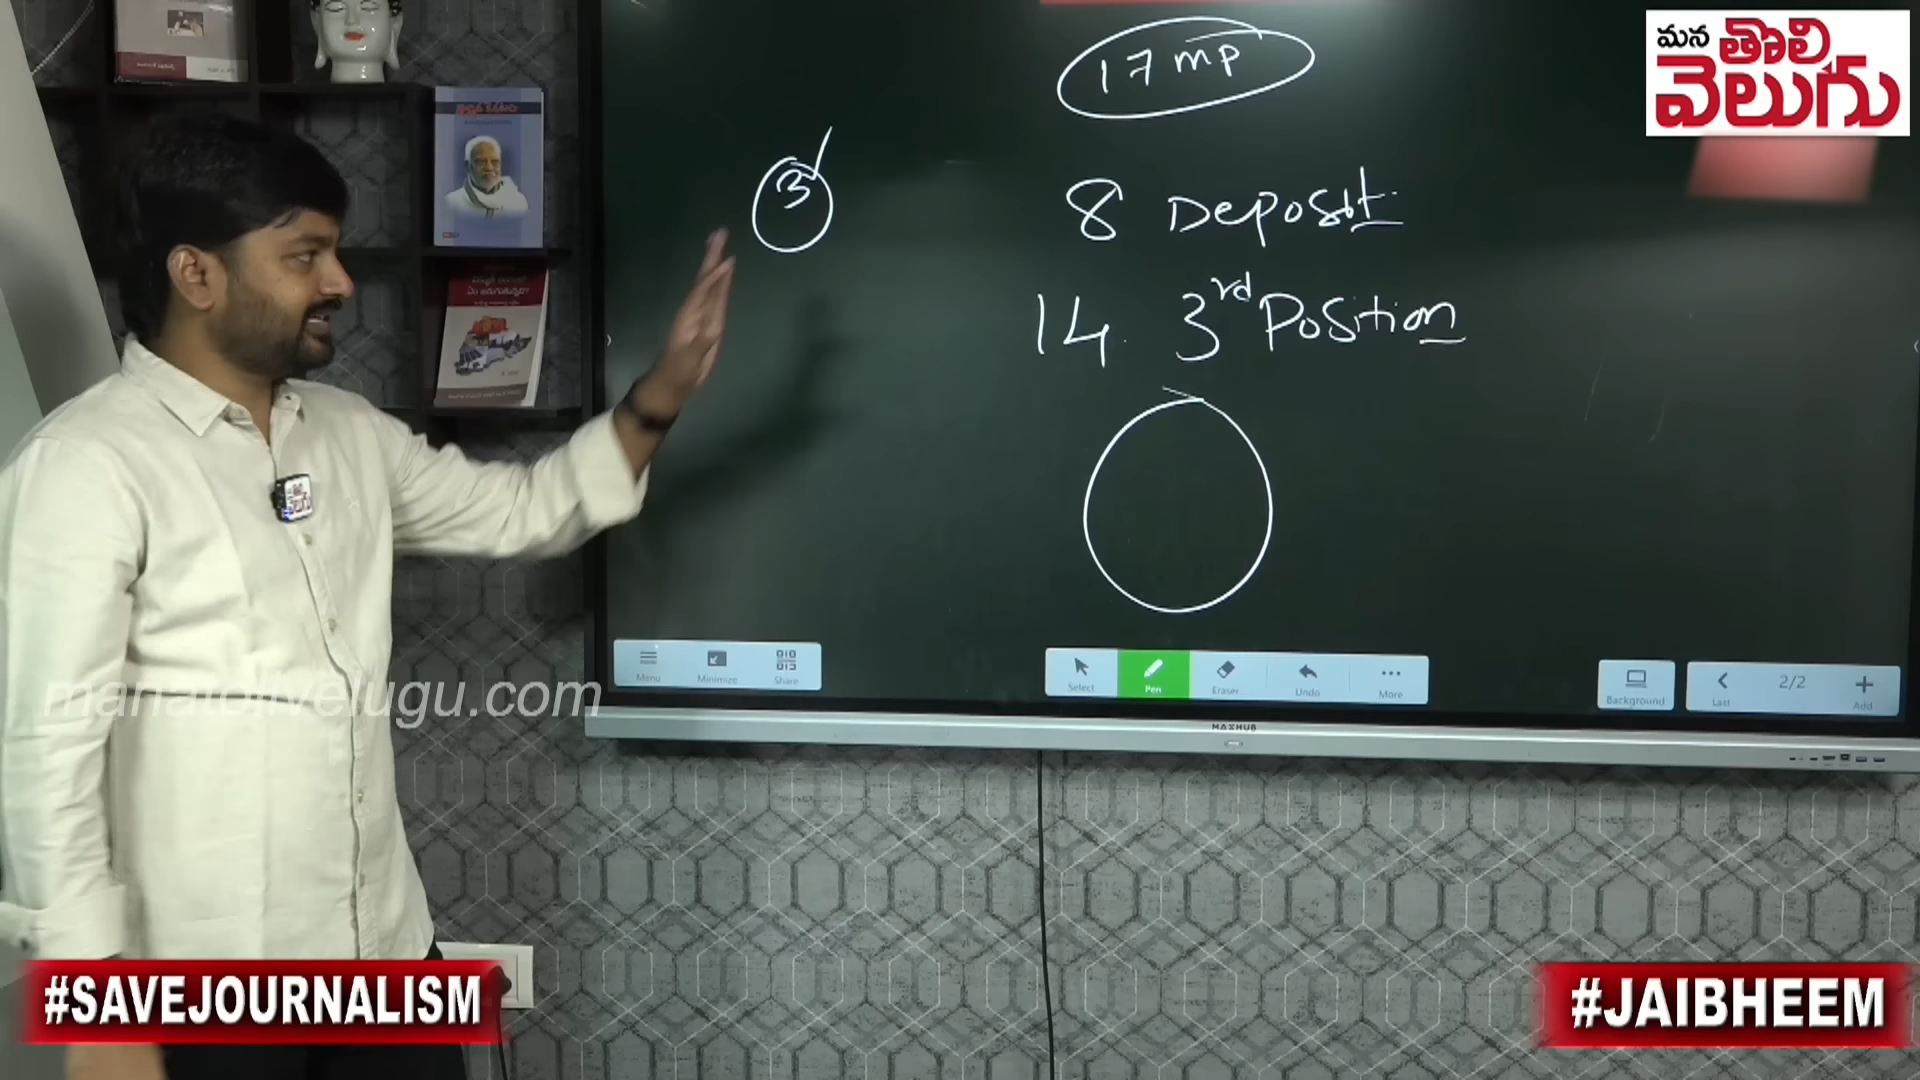 మన తొలి
వెలుగు
17 MP
3
8 Deposit
14. 3rd Position
manatolivelugu.com
Menu
Minimize
Share
Select
Pen
Eraser
Undo
More
Background
Last
2/2
Add
MAXHUB
#SAVEJOURNALISM
#JAIBHEEM